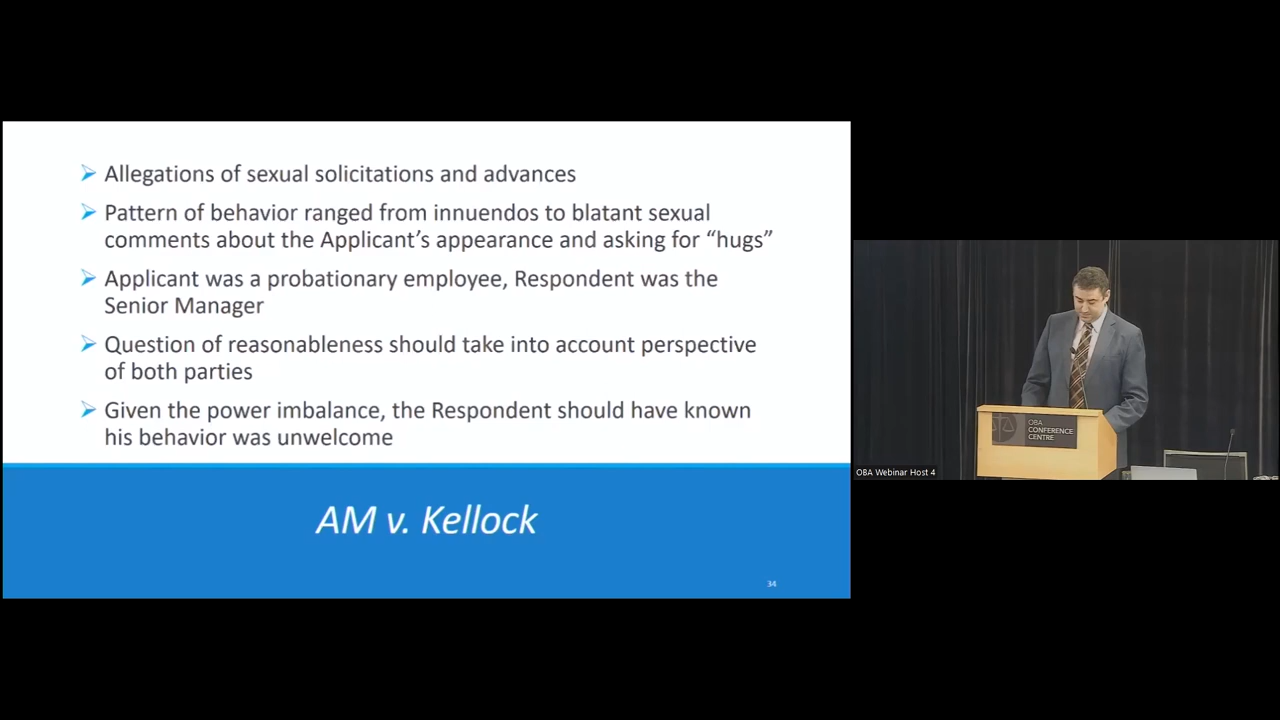 Allegations of sexual solicitations and advances
Pattern of behavior ranged from innuendos to blatant sexual
comments about the Applicant's appearance and asking for “hugs”
Applicant was a probationary employee, Respondent was the
Senior Manager
Question of reasonableness should take into account perspective
of both parties
Given the power imbalance, the Respondent should have known
his behavior was unwelcome
AM v. Kellock
34
OBA
CONFERENCE
CENTRE
OBA Webinar Host 4